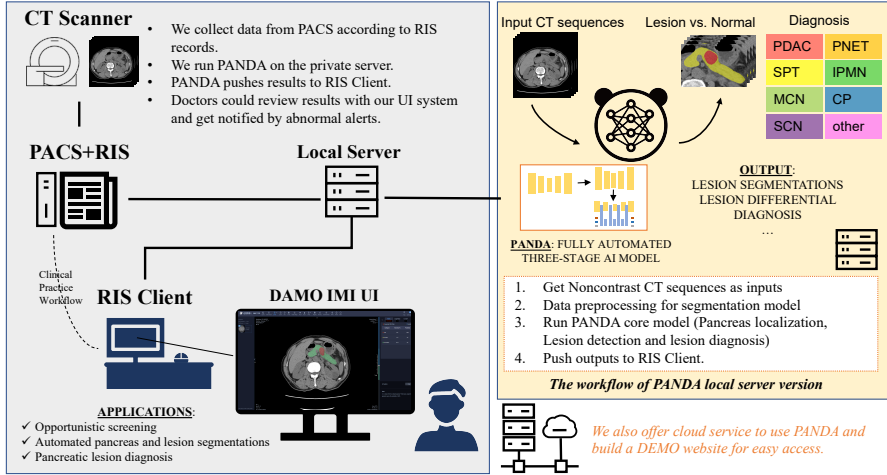 CT Scanner
• We collect data from PACS according to RIS
records.
• We run PANDA on the private server.
• PANDA pushes results to RIS Client.
• Doctors could review results with our UI system
and get notified by abnormal alerts.
PACS+RIS
Local Server
Clinical
Practice
Workflow
RIS Client
DAMO IMI UI
APPLICATIONS:
✓ Opportunistic screening
✓ Automated pancreas and lesion segmentations
✓ Pancreatic lesion diagnosis
Input CT sequences
Lesion vs. Normal
Diagnosis
PDAC PNET
SPT IPMN
MCN CP
SCN other
PANDA: FULLY AUTOMATED
THREE-STAGE AI MODEL
OUTPUT:
LESION SEGMENTATIONS
LESION DIFFERENTIAL
DIAGNOSIS
…
1. Get Noncontrast CT sequences as inputs
2. Data preprocessing for segmentation model
3. Run PANDA core model (Pancreas localization,
Lesion detection and lesion diagnosis)
4. Push outputs to RIS Client.
The workflow of PANDA local server version
We also offer cloud service to use PANDA and
build a DEMO website for easy access.